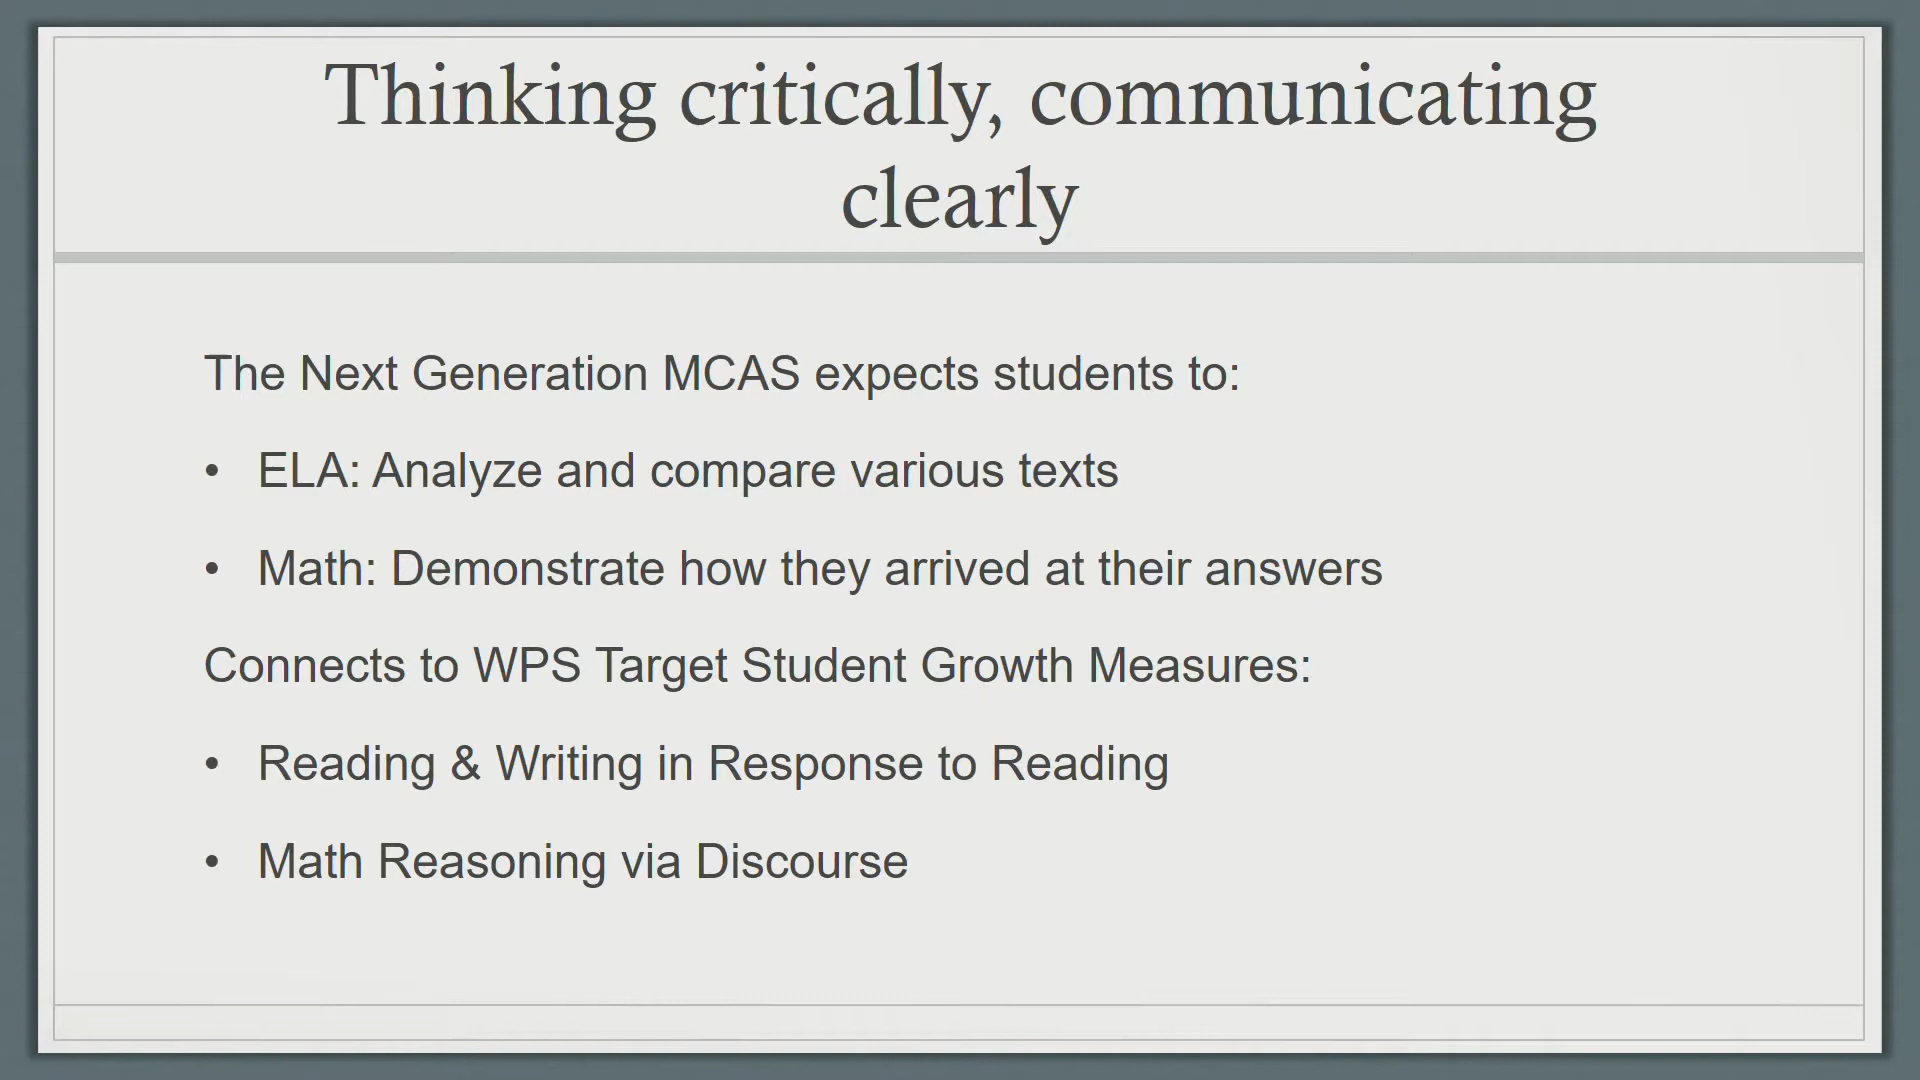 Thinking critically, communicating
clearly
The Next Generation MCAS expects students to:
• ELA: Analyze and compare various texts
• Math: Demonstrate how they arrived at their answers
Connects to WPS Target Student Growth Measures:
• Reading & Writing in Response to Reading
• Math Reasoning via Discourse